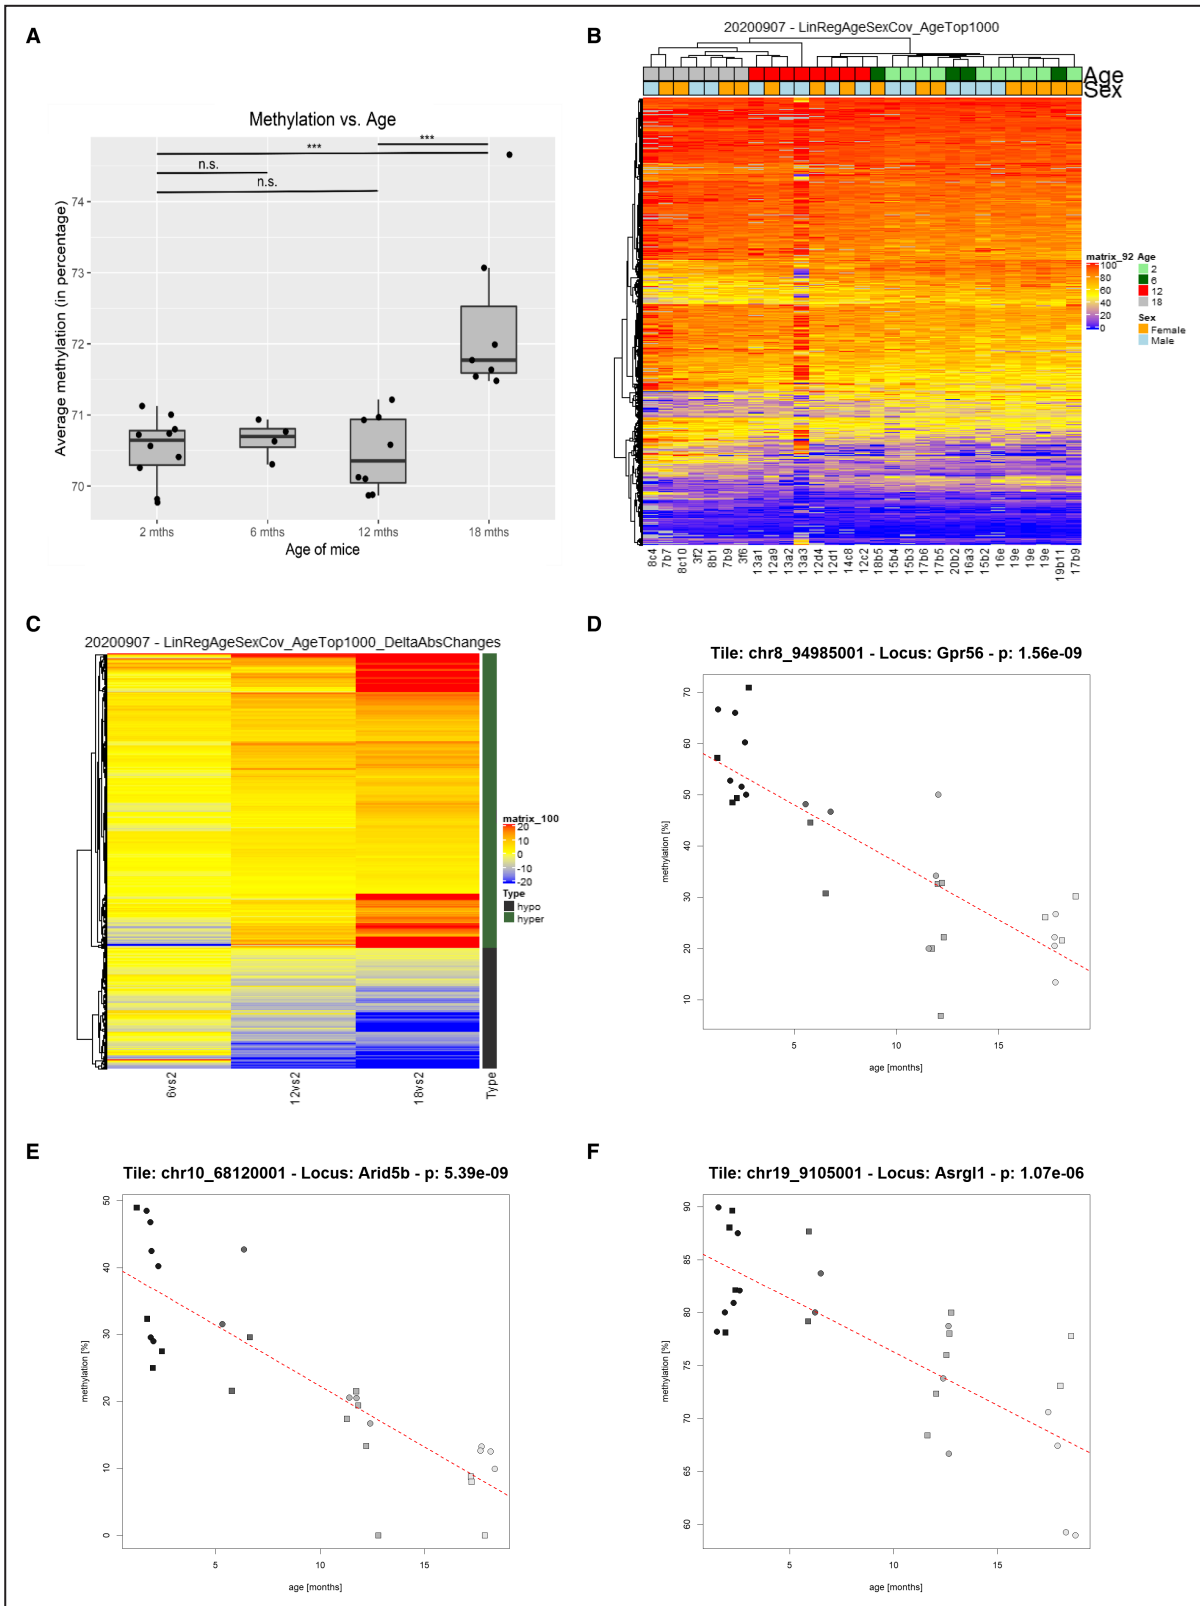 A
Methylation vs. Age
***
***
n.s.
n.s.
Average methylation (in percentage)
74
73
72
71
70
2 mths
6 mths
12 mths
18 mths
Age of mice
B
20200907 - LinRegAgeSexCov_AgeTop1000
Age
Sex
matrix_92
100
80
60
40
20
0
Age
2
6
12
18
Sex
Female
Male
8c4
7b7
8c10
3f2
8b1
7b9
3f6
13a1
12a9
13a2
13a3
12d4
12d1
14c8
12c2
18b5
15b4
15b3
17b6
17b5
20b2
16a3
15b2
16e
19e
19e
19e
19b11
17b9
C
20200907 - LinRegAgeSexCov_AgeTop1000_DeltaAbsChanges
matrix_100
20
10
0
-10
-20
Type
hypo
hyper
6vs2
12vs2
18vs2
Type
D
Tile: chr8_94985001 - Locus: Gpr56 - p: 1.56e-09
methylation [%]
70
60
50
40
30
20
10
5
10
15
age [months]
E
Tile: chr10_68120001 - Locus: Arid5b - p: 5.39e-09
methylation [%]
50
40
30
20
10
0
5
10
15
age [months]
F
Tile: chr19_9105001 - Locus: Asrgl1 - p: 1.07e-06
methylation [%]
90
85
80
75
70
65
60
5
10
15
age [months]